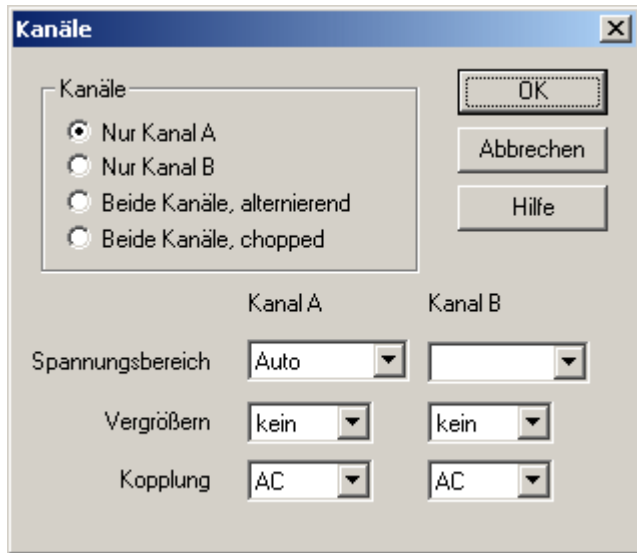 Kanäle
Kanäle
Nur Kanal A
Nur Kanal B
Beide Kanäle, alternierend
Beide Kanäle, chopped
OK
Abbrechen
Hilfe
Kanal A Kanal B
Spannungsbereich Auto
Vergrößern kein kein
Kopplung AC AC